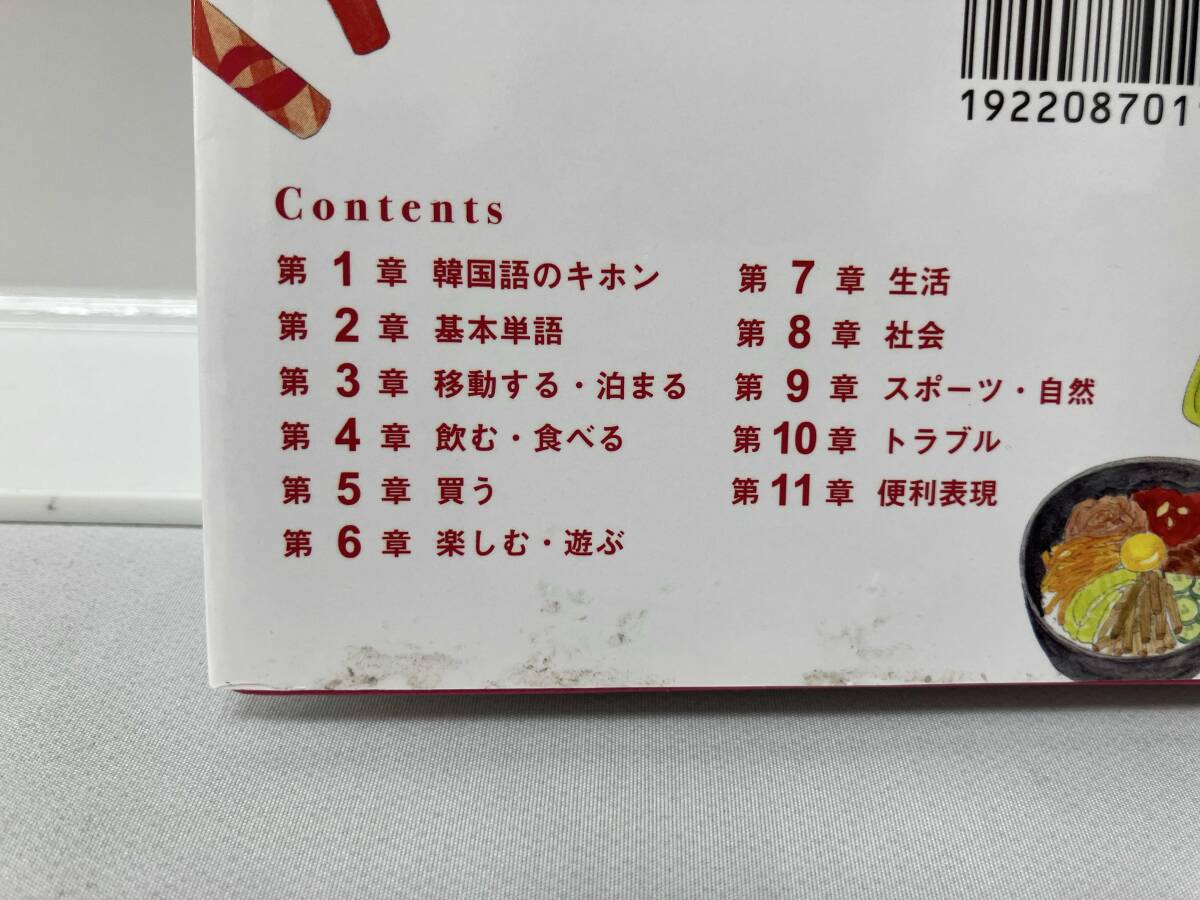 192208701
Contents
第 1 章 韓国語のキホン
第 2 章 基本単語
第 3 章 移動する・泊まる
第 4 章 飲む・食べる
第 5 章 買う
第 6 章 楽しむ・遊ぶ
第 7 章 生活
第 8 章 社会
第 9 章 スポーツ・自然
第 10 章 トラブル
第 11 章 便利表現